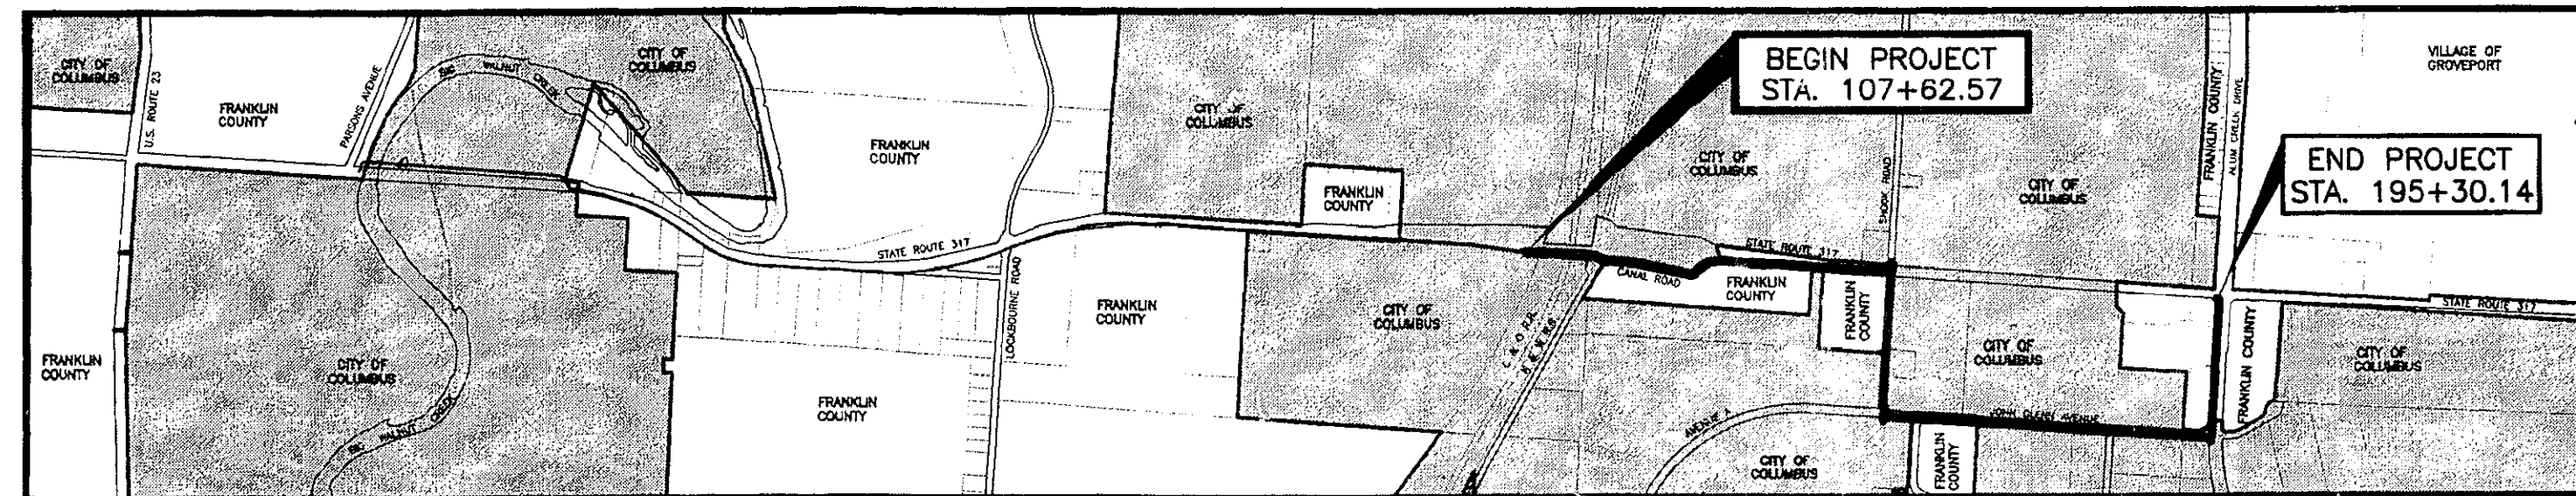 CITY OF
COLUMBUS
U.S. ROUTE 23
FRANKLIN
COUNTY
PARSONS AVENUE
BIG WALNUT CREEK
CITY OF
COLUMBUS
FRANKLIN
COUNTY
CITY OF
COLUMBUS
BEGIN PROJECT
STA. 107+62.57
FRANKLIN
COUNTY
CITY OF
COLUMBUS
SHOOK ROAD
CITY OF
COLUMBUS
FRANKLIN COUNTY
ALUM CREEK DRIVE
VILLAGE OF
GROVEPORT
END PROJECT
STA. 195+30.14
STATE ROUTE 317
LOCKBOURNE ROAD
STATE ROUTE 317
CANAL ROAD
FRANKLIN
COUNTY
FRANKLIN
COUNTY
STATE ROUTE 317
FRANKLIN
COUNTY
CITY OF
COLUMBUS
FRANKLIN
COUNTY
FRANKLIN
COUNTY
CITY OF
COLUMBUS
C & O R.R.
CITY OF
COLUMBUS
FRANKLIN COUNTY
CITY OF
COLUMBUS
BIG WALNUT CREEK
AVENUE A
JOHN GLENN AVENUE
CITY OF
COLUMBUS
FRANKLIN
COUNTY